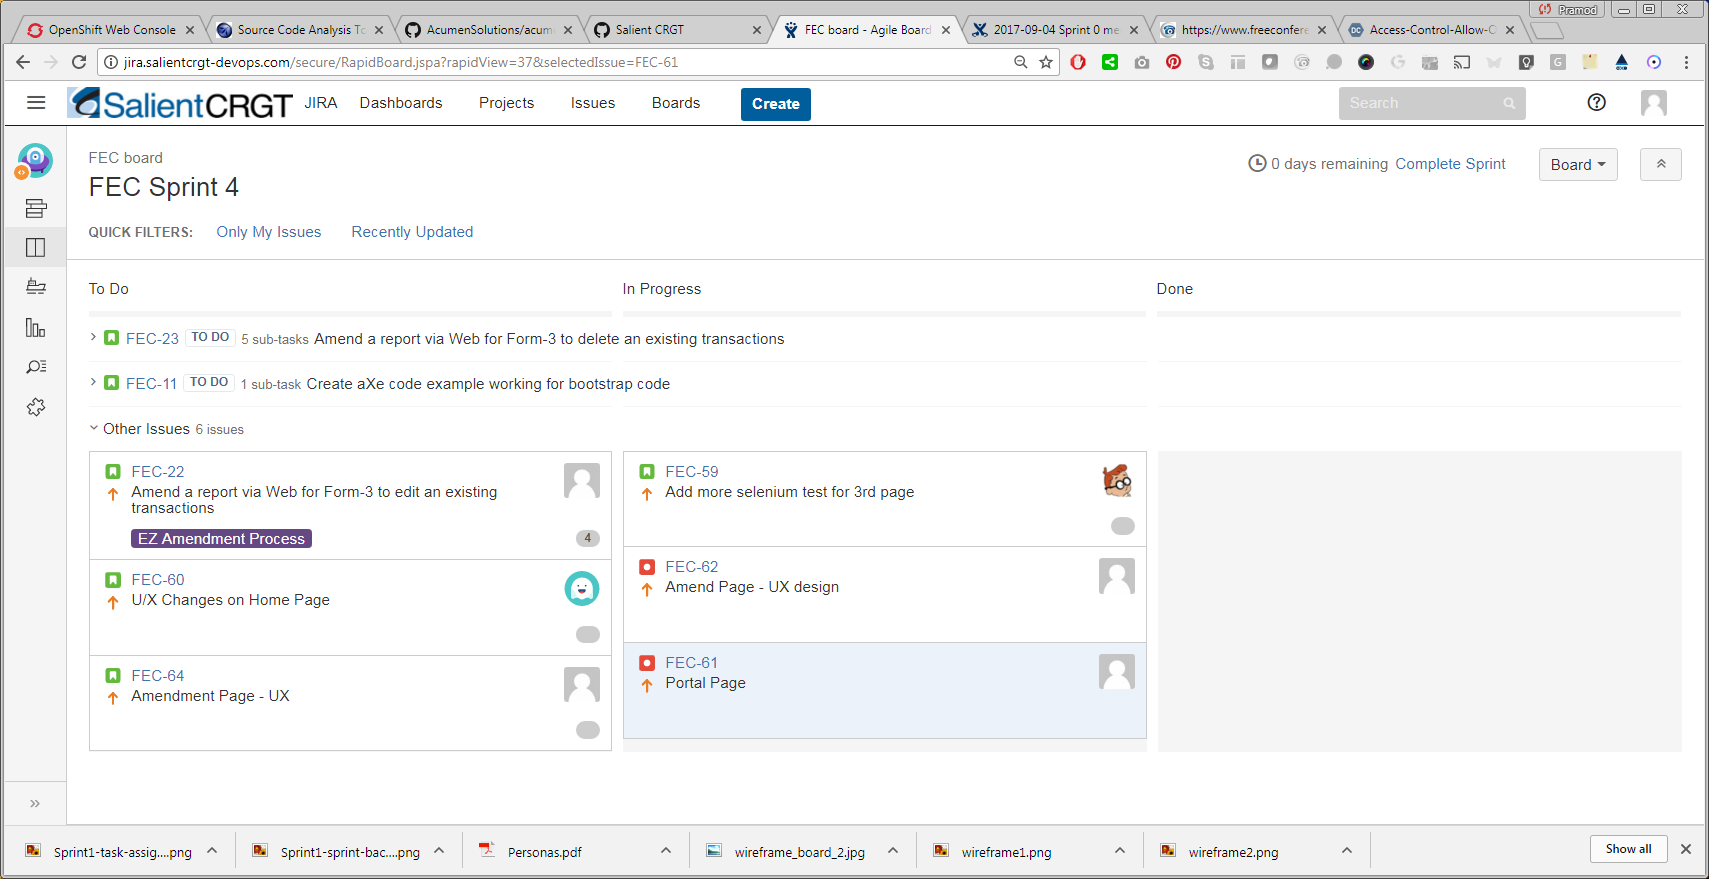 Pramod
OpenShift Web Console
Source Code Analysis To
AcumenSolutions/acum
Salient CRGT
FEC board - Agile Board
2017-09-04 Sprint 0 me
https://www.freeconfere
Access-Control-Allow-O
jira.salientcrgt-devops.com/secure/RapidBoard.jspa?rapidView=37&selectedIssue=FEC-61
SalientCRGT
JIRA
Dashboards
Projects
Issues
Boards
Create
Search
FEC board
FEC Sprint 4
0 days remaining
Complete Sprint
Board
QUICK FILTERS:
Only My Issues
Recently Updated
To Do
In Progress
Done
FEC-23 TO DO 5 sub-tasks Amend a report via Web for Form-3 to delete an existing transactions
FEC-11 TO DO 1 sub-task Create aXe code example working for bootstrap code
Other Issues 6 issues
FEC-22
Amend a report via Web for Form-3 to edit an existing
transactions
EZ Amendment Process
4
FEC-60
U/X Changes on Home Page
FEC-64
Amendment Page - UX
FEC-59
Add more selenium test for 3rd page
FEC-62
Amend Page - UX design
FEC-61
Portal Page
Sprint1-task-assig....png
Sprint1-sprint-bac....png
Personas.pdf
wireframe_board_2.jpg
wireframe1.png
wireframe2.png
Show all